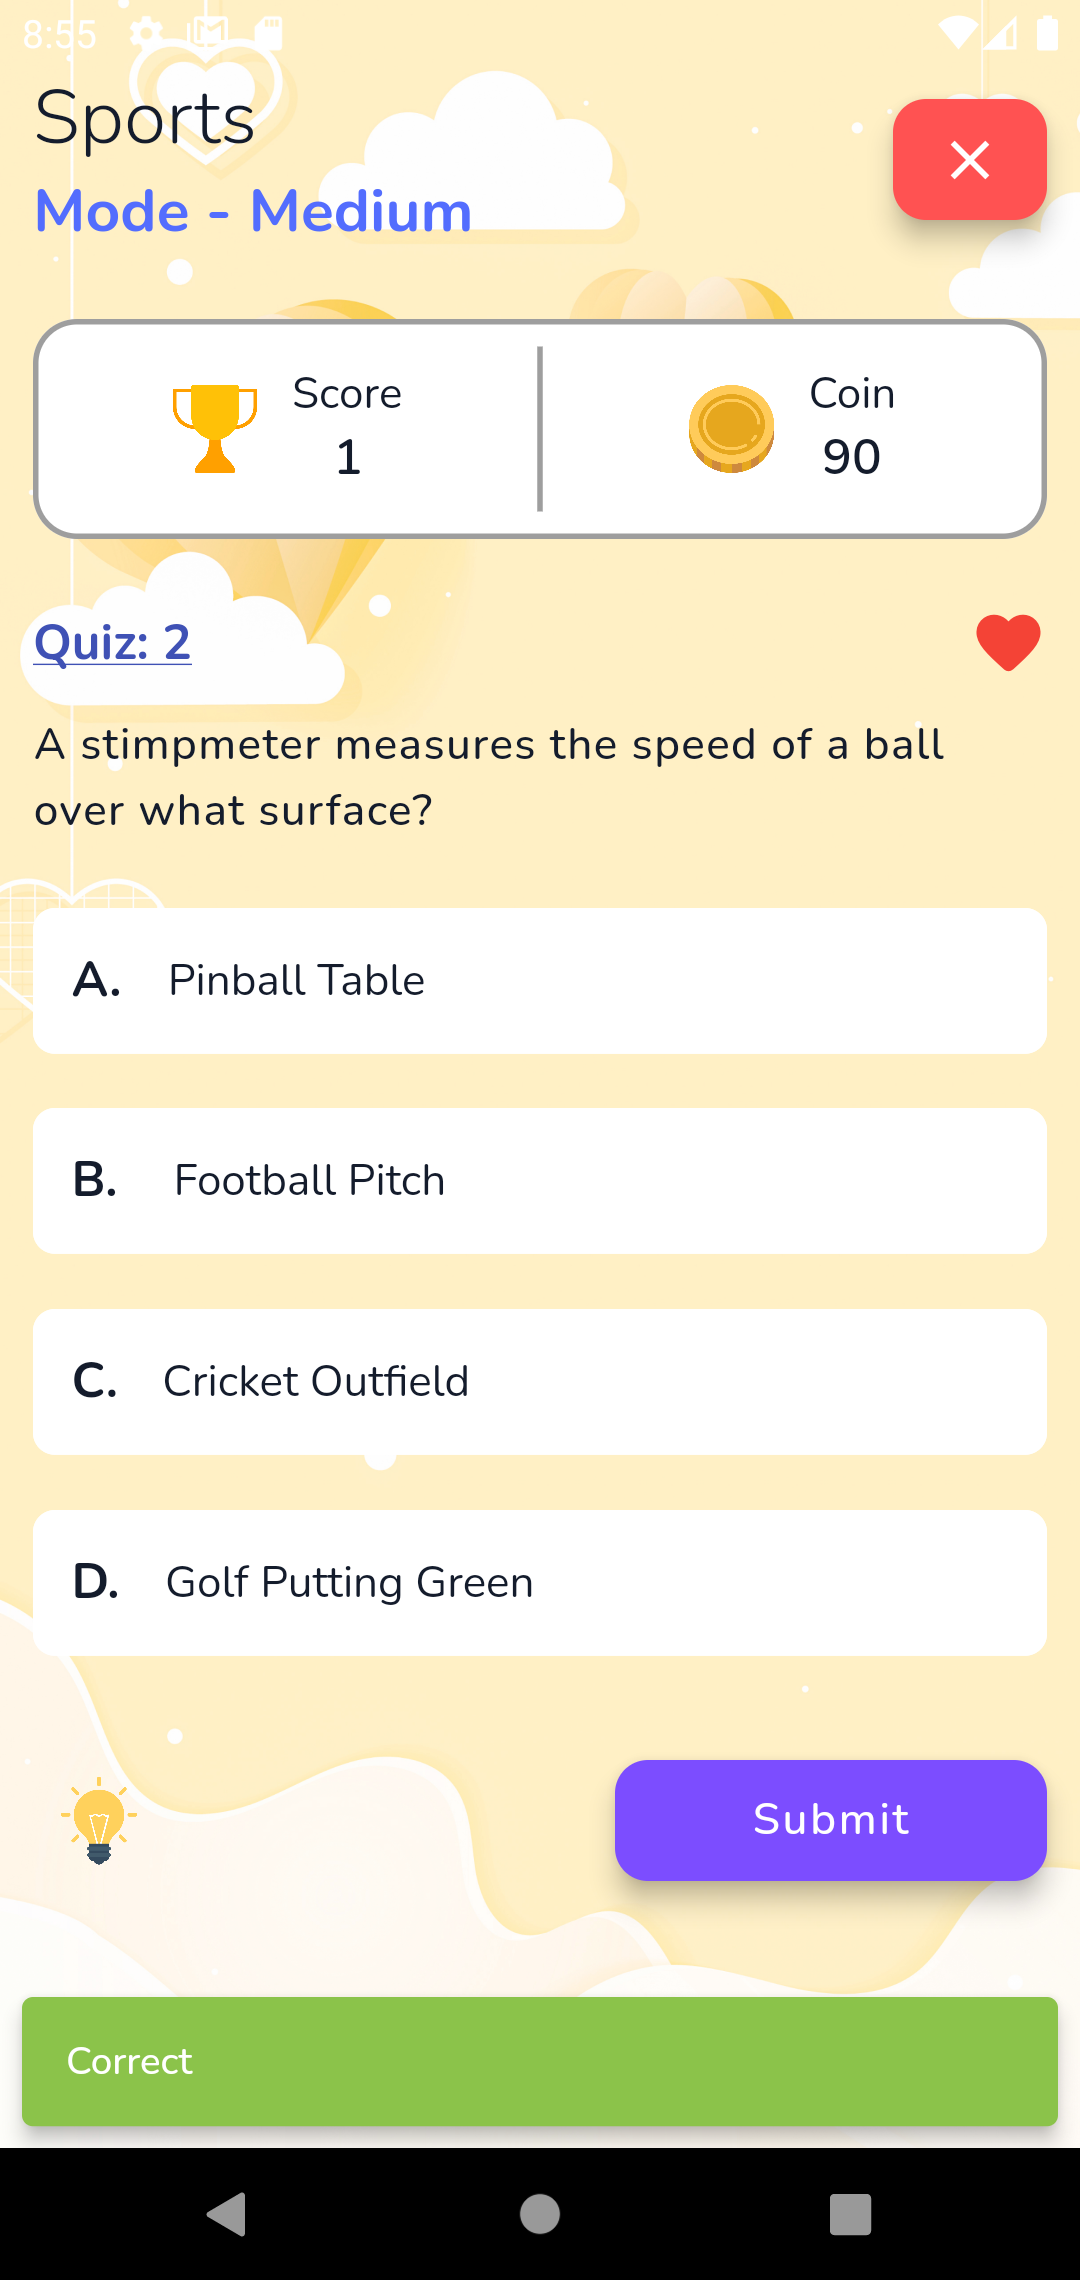 8:55
Sports
Mode - Medium
Score
1
Coin
90
Quiz: 2
A stimpmeter measures the speed of a ball
over what surface?
A. Pinball Table
B. Football Pitch
C. Cricket Outfield
D. Golf Putting Green
Submit
Correct